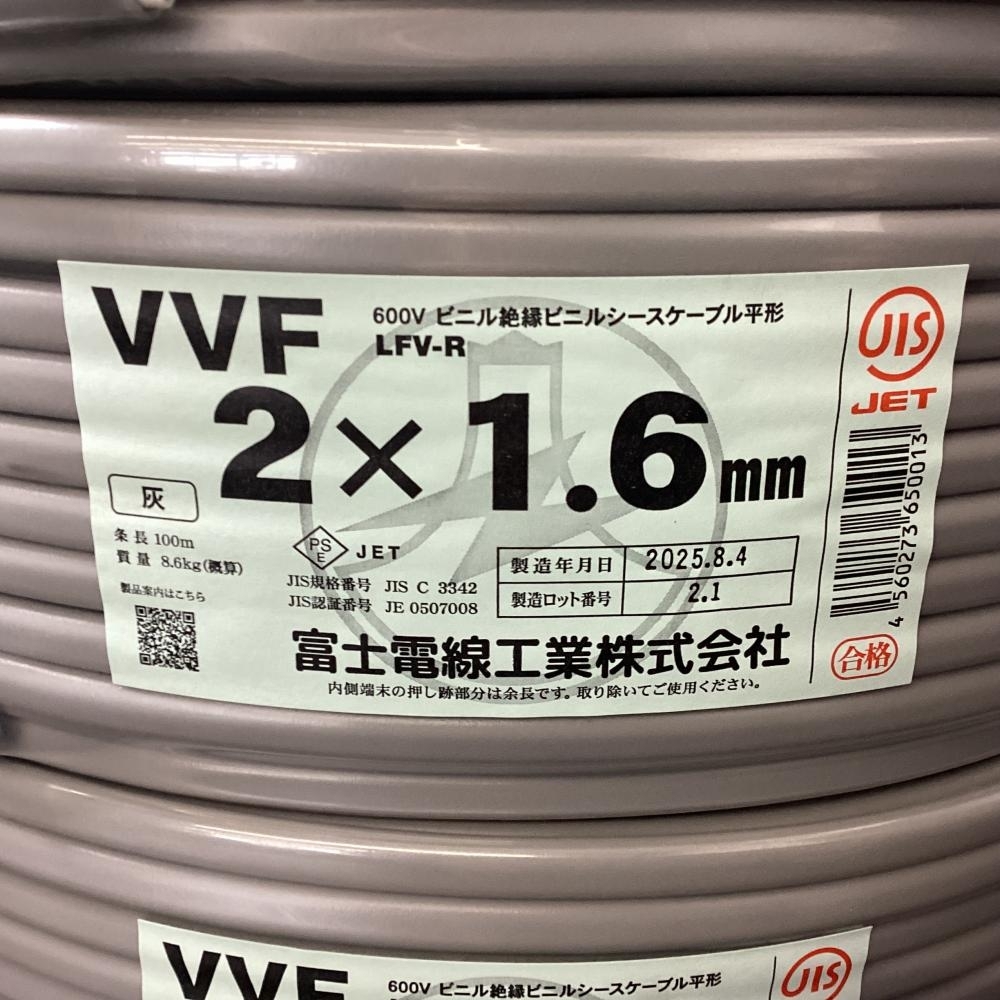 VVF
600V ビニル絶縁ビニルシースケーブル平形
LFV-R
2×1.6mm
灰
条長 100m
質量 8.6kg(概算)
製品案内はこちら
PS
E
JET
JIS規格番号 JIS C 3342
JIS認証番号 JE 0507008
製造年月日 2025.8.4
製造ロット番号 2.1
富士電線工業株式会社
内側端末の押し跡部分は余長です。取り除いてご使用ください。
JIS
JET
4 560273 650013
合格
VVF
600V ビニル絶縁ビニルシースケーブル平形
JIS